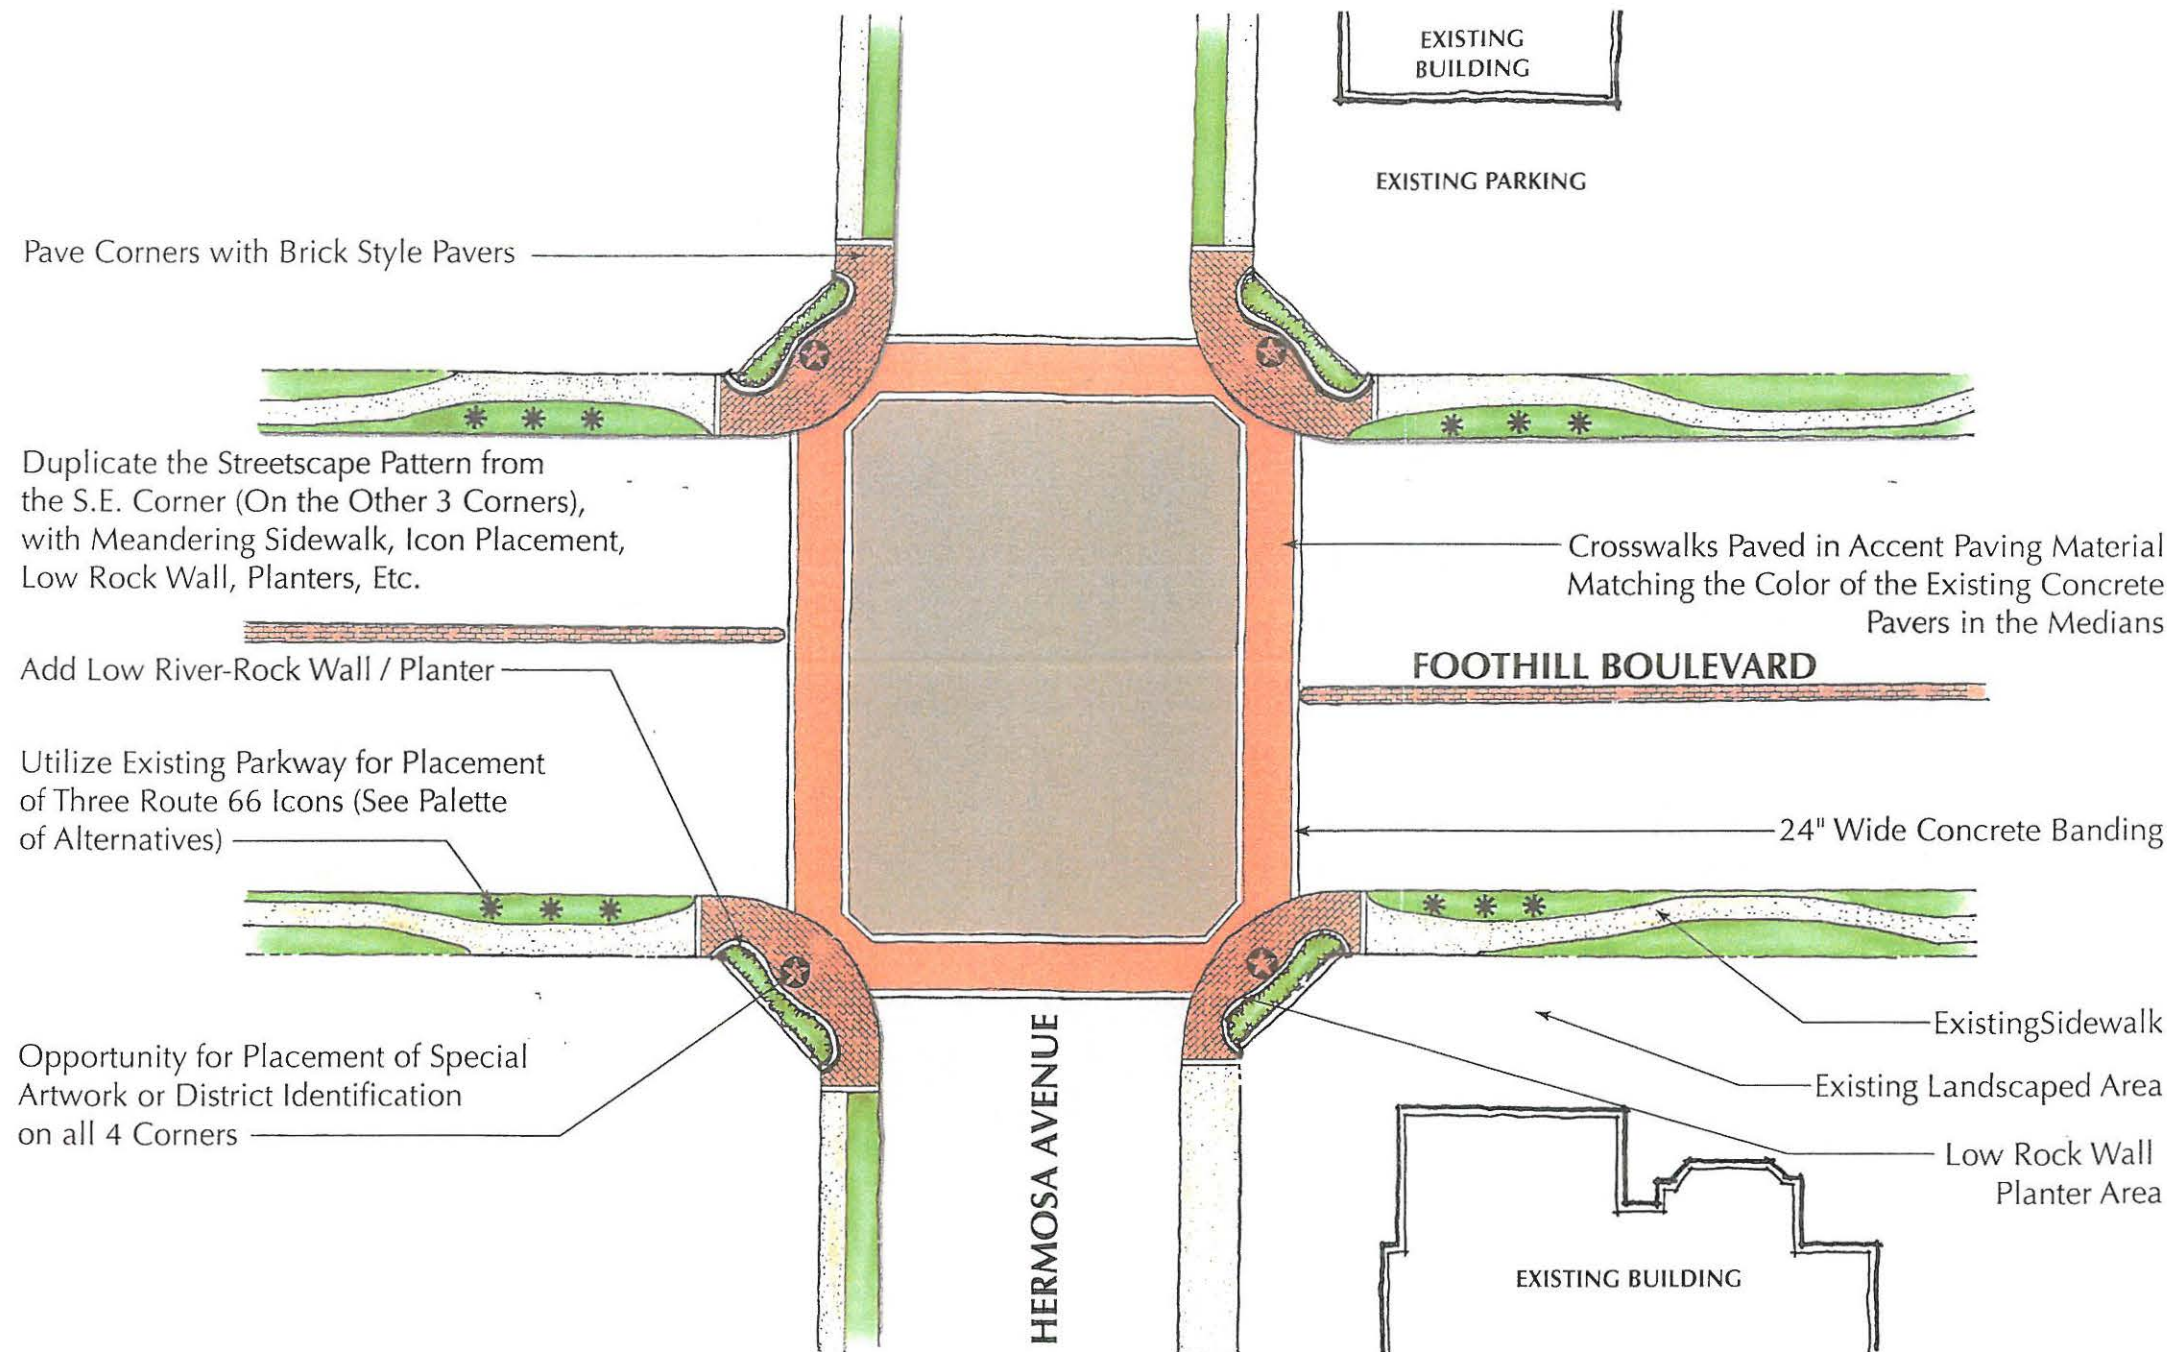 EXISTING
BUILDING
EXISTING PARKING
Pave Corners with Brick Style Pavers
Duplicate the Streetscape Pattern from
the S.E. Corner (On the Other 3 Corners),
with Meandering Sidewalk, Icon Placement,
Low Rock Wall, Planters, Etc.
Crosswalks Paved in Accent Paving Material
Matching the Color of the Existing Concrete
Pavers in the Medians
Add Low River-Rock Wall / Planter
FOOTHILL BOULEVARD
Utilize Existing Parkway for Placement
of Three Route 66 Icons (See Palette
of Alternatives)
24" Wide Concrete Banding
ExistingSidewalk
Opportunity for Placement of Special
Artwork or District Identification
on all 4 Corners
HERMOSA AVENUE
Existing Landscaped Area
Low Rock Wall
Planter Area
EXISTING BUILDING